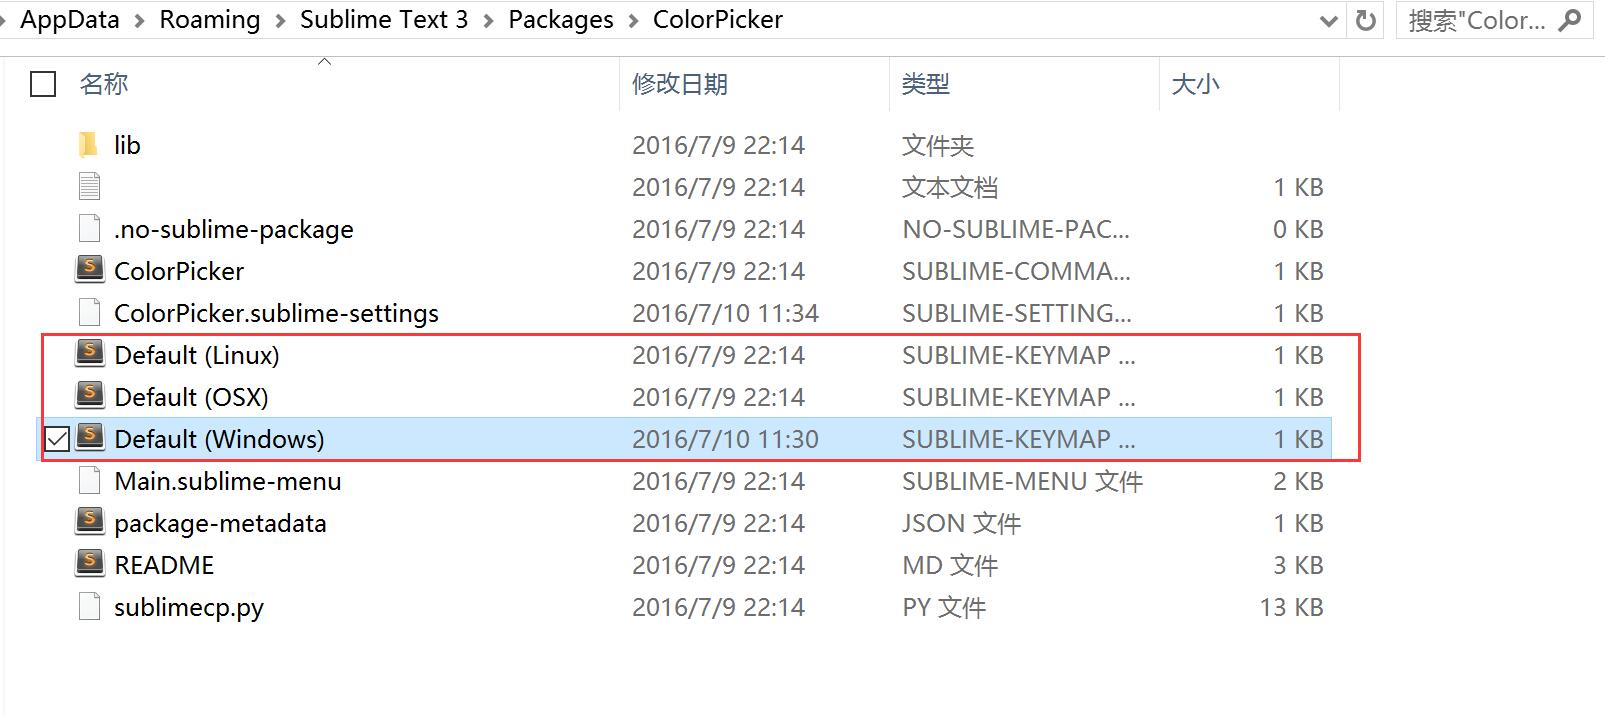 AppData > Roaming > Sublime Text 3 > Packages > ColorPicker 搜索"Color...
名称 修改日期 类型 大小
lib 2016/7/9 22:14 文件夹
2016/7/9 22:14 文本文档 1 KB
.no-sublime-package 2016/7/9 22:14 NO-SUBLIME-PAC... 0 KB
ColorPicker 2016/7/9 22:14 SUBLIME-COMMA... 1 KB
ColorPicker.sublime-settings 2016/7/10 11:34 SUBLIME-SETTING... 1 KB
Default (Linux) 2016/7/9 22:14 SUBLIME-KEYMAP ... 1 KB
Default (OSX) 2016/7/9 22:14 SUBLIME-KEYMAP ... 1 KB
Default (Windows) 2016/7/10 11:30 SUBLIME-KEYMAP ... 1 KB
Main.sublime-menu 2016/7/9 22:14 SUBLIME-MENU 文件 2 KB
package-metadata 2016/7/9 22:14 JSON 文件 1 KB
README 2016/7/9 22:14 MD 文件 3 KB
sublimecp.py 2016/7/9 22:14 PY 文件 13 KB